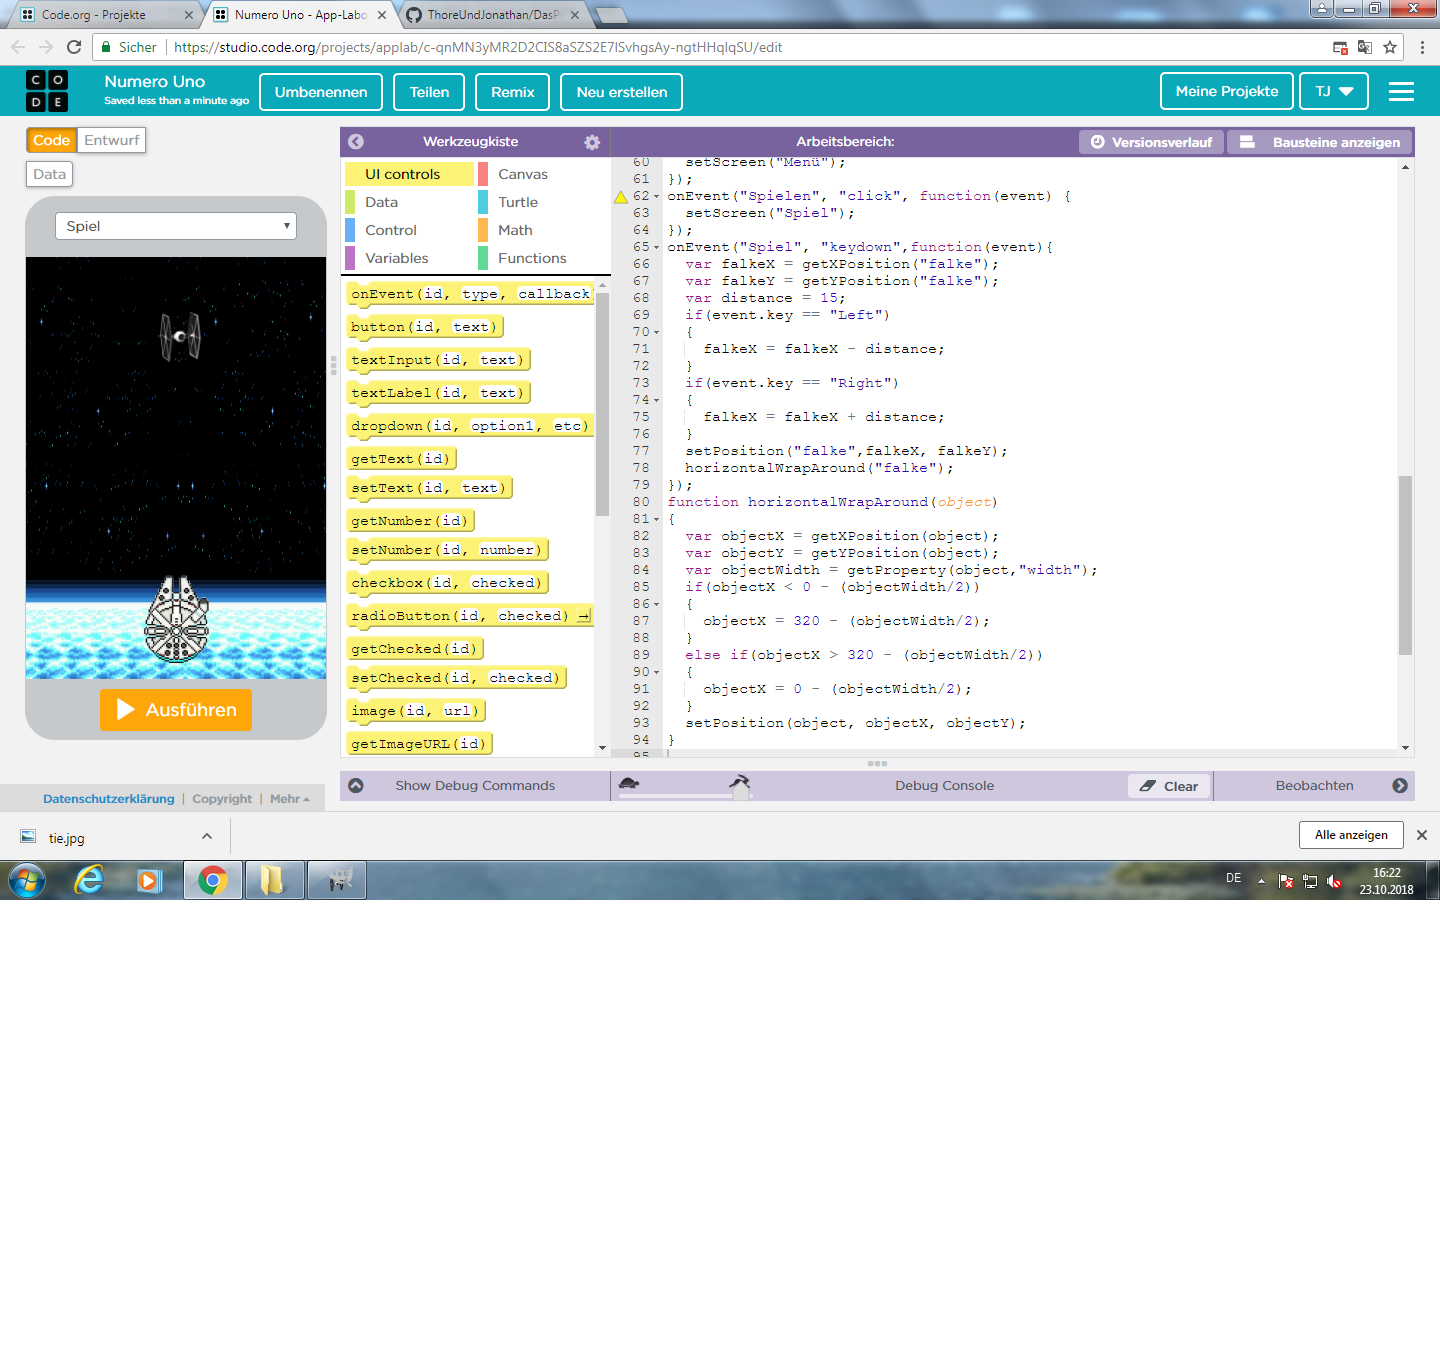 Code.org - Projekte
Numero Uno - App-Labo
ThoreUndJonathan/DasP
Sicher
https://studio.code.org/projects/applab/c-qnMN3yMR2D2CIS8aSZS2E7lSvhgsAy-ngtHHqlqSU/edit
C O D E
Numero Uno
Saved less than a minute ago
Umbenennen
Teilen
Remix
Neu erstellen
Meine Projekte
TJ
Code
Entwurf
Data
Spiel
Ausführen
Datenschutzerklärung | Copyright | Mehr
Werkzeugkiste
UI controls
Canvas
Data
Turtle
Control
Math
Variables
Functions
onEvent(id, type, callback
button(id, text)
textInput(id, text)
textLabel(id, text)
dropdown(id, option1, etc)
getText(id)
setText(id, text)
getNumber(id)
setNumber(id, number)
checkbox(id, checked)
radioButton(id, checked)
getChecked(id)
setChecked(id, checked)
image(id, url)
getImageURL(id)
Arbeitsbereich:
Versionsverlauf
Bausteine anzeigen
60 setScreen("Menü");
61 });
62 onEvent("Spielen", "click", function(event) {
63 setScreen("Spiel");
64 });
65 onEvent("Spiel", "keydown",function(event){
66 var falkeX = getXPosition("falke");
67 var falkeY = getYPosition("falke");
68 var distance = 15;
69 if(event.key == "Left")
70 {
71 falkeX = falkeX - distance;
72 }
73 if(event.key == "Right")
74 {
75 falkeX = falkeX + distance;
76 }
77 setPosition("falke",falkeX, falkeY);
78 horizontalWrapAround("falke");
79 });
80 function horizontalWrapAround(object)
81 {
82 var objectX = getXPosition(object);
83 var objectY = getYPosition(object);
84 var objectWidth = getProperty(object,"width");
85 if(objectX < 0 - (objectWidth/2))
86 {
87 objectX = 320 - (objectWidth/2);
88 }
89 else if(objectX > 320 - (objectWidth/2))
90 {
91 objectX = 0 - (objectWidth/2);
92 }
93 setPosition(object, objectX, objectY);
94 }
95
Show Debug Commands
Debug Console
Clear
Beobachten
tie.jpg
Alle anzeigen
DE
16:22
23.10.2018